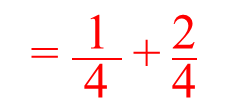 = 1/4 + 2/4